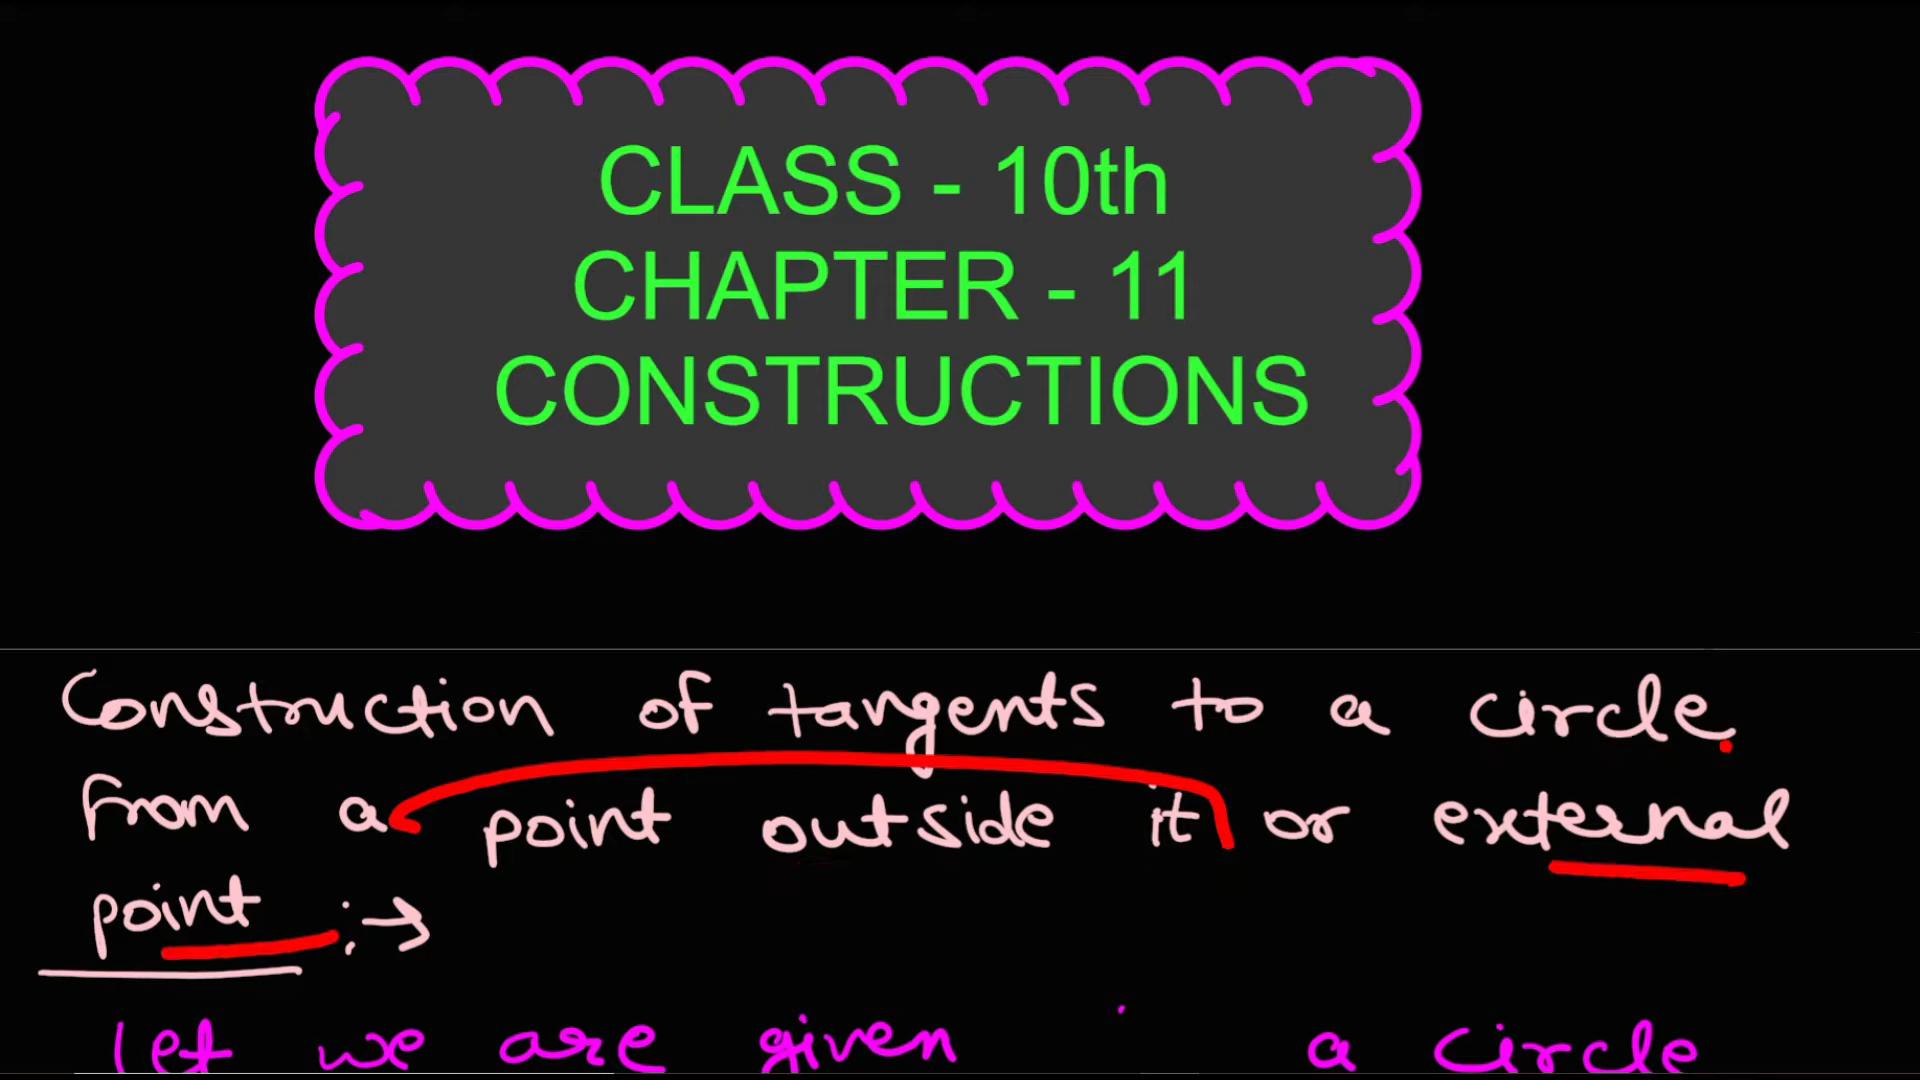 CLASS - 10th
CHAPTER - 11
CONSTRUCTIONS
Construction of tangents to a circle
from a point outside it or external
point :→
Let we are given a circle